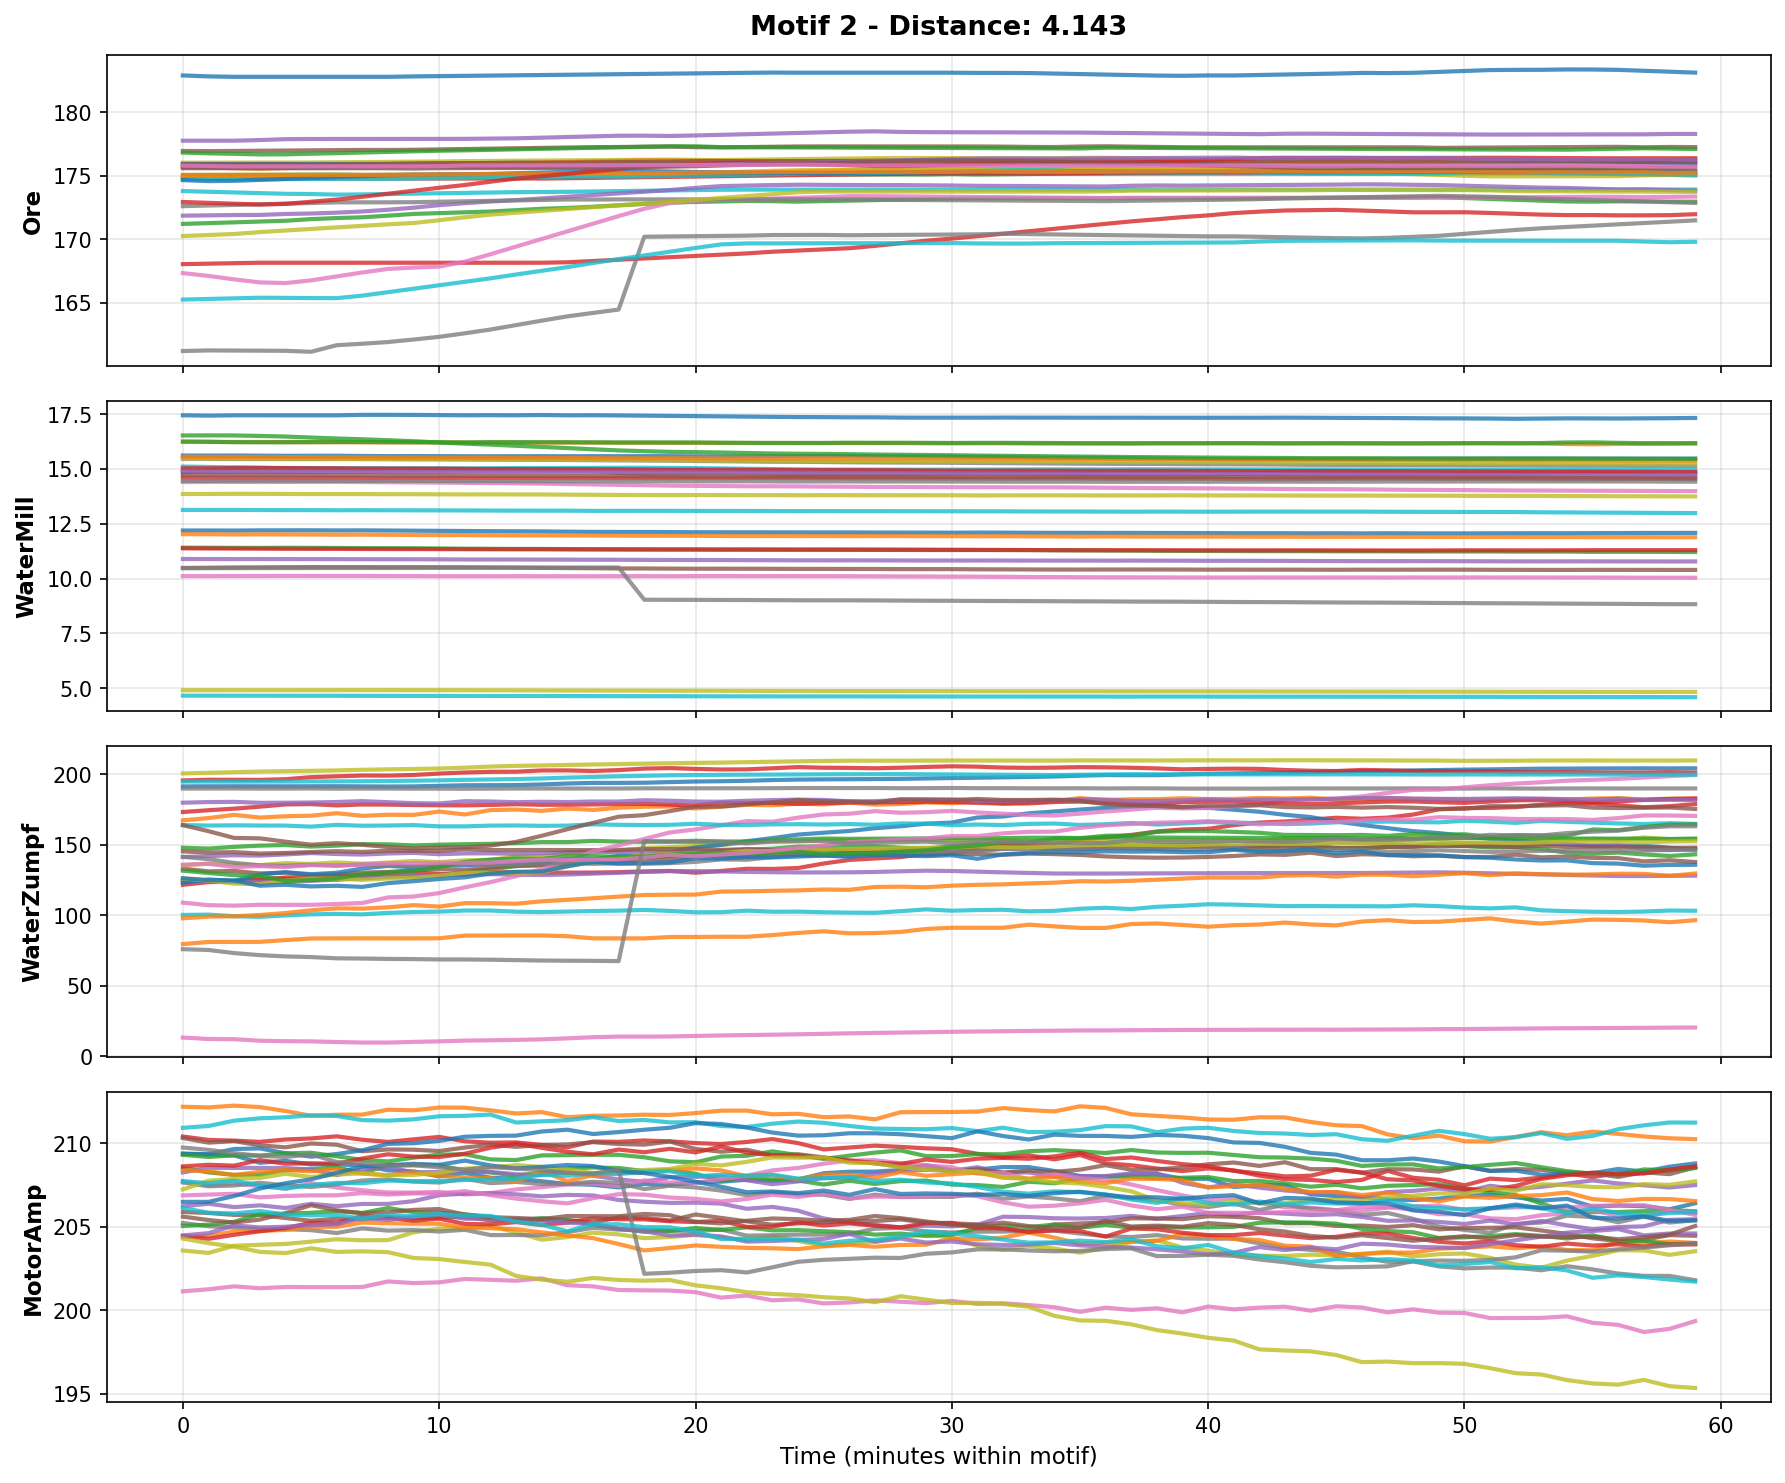 Motif 2 - Distance: 4.143
Ore
180
175
170
165
WaterMill
17.5
15.0
12.5
10.0
7.5
5.0
WaterZumpf
200
150
100
50
0
MotorAmp
210
205
200
195
0 10 20 30 40 50 60
Time (minutes within motif)